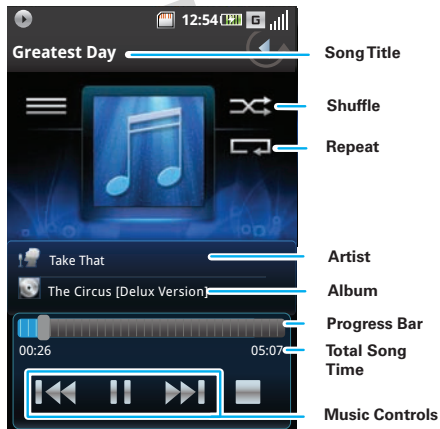 12:54
G
Greatest Day
Song Title
Shuffle
Repeat
Take That
Artist
The Circus [Delux Version]
Album
Progress Bar
00:26
05:07
Total Song
Time
Music Controls